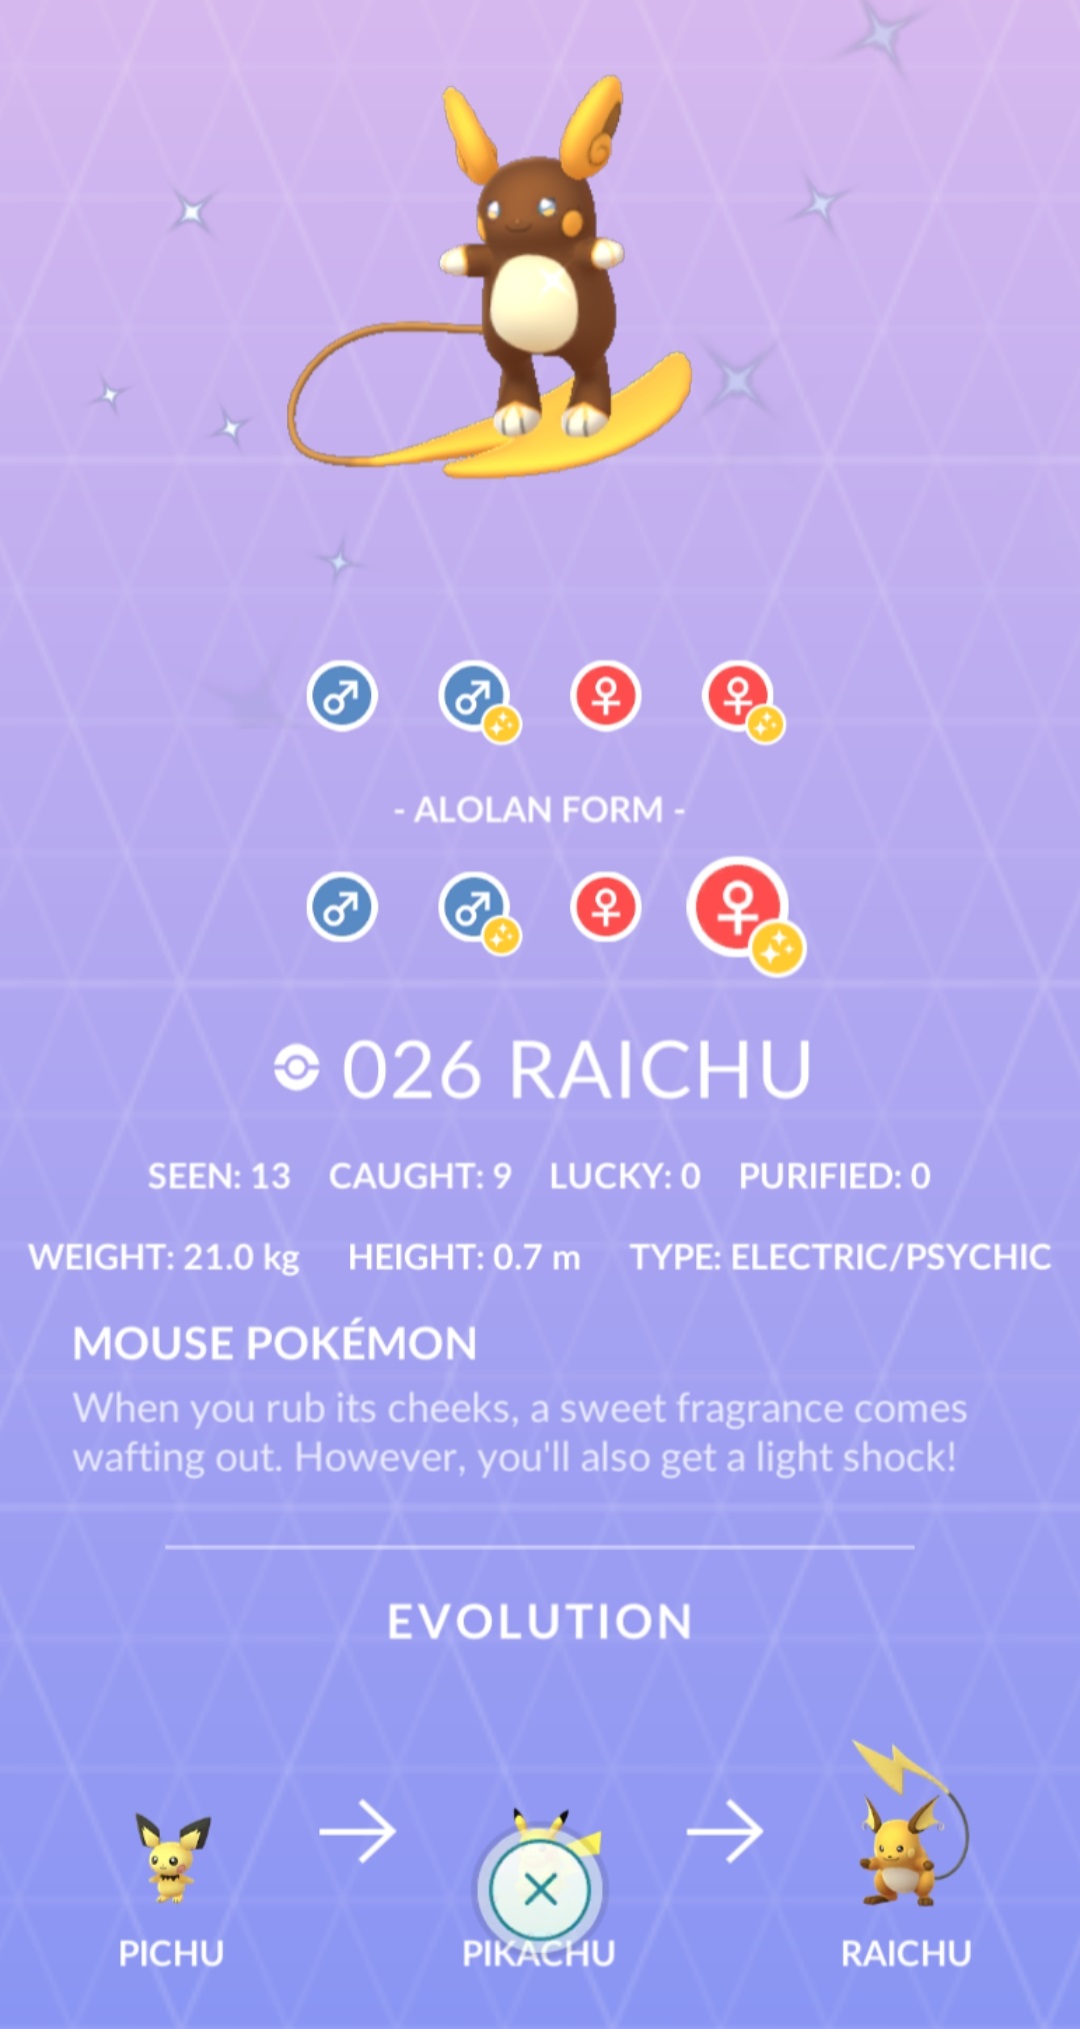 - ALOLAN FORM -
026 RAICHU
SEEN: 13 CAUGHT: 9 LUCKY: 0 PURIFIED: 0
WEIGHT: 21.0 kg HEIGHT: 0.7 m TYPE: ELECTRIC/PSYCHIC
MOUSE POKÉMON
When you rub its cheeks, a sweet fragrance comes
wafting out. However, you'll also get a light shock!
EVOLUTION
PICHU PIKACHU RAICHU